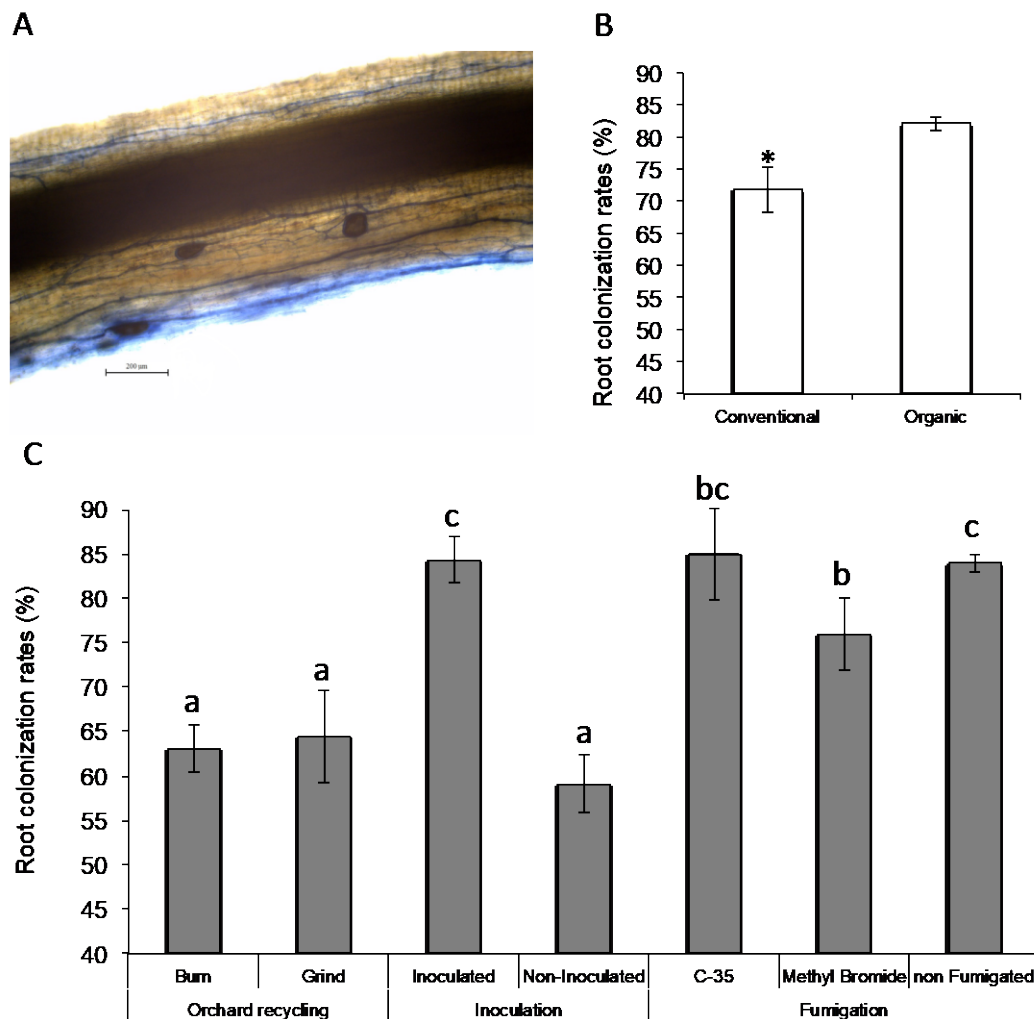 A
200 µm
B
Root colonization rates (%)
90
85
80
75
70
65
60
55
50
45
40
*
Conventional Organic
C
Root colonization rates (%)
90
85
80
75
70
65
60
55
50
45
40
a a c a bc b c
Burn Grind Inoculated Non-Inoculated C-35 Methyl Bromide non Fumigated
Orchard recycling Inoculation Fumigation